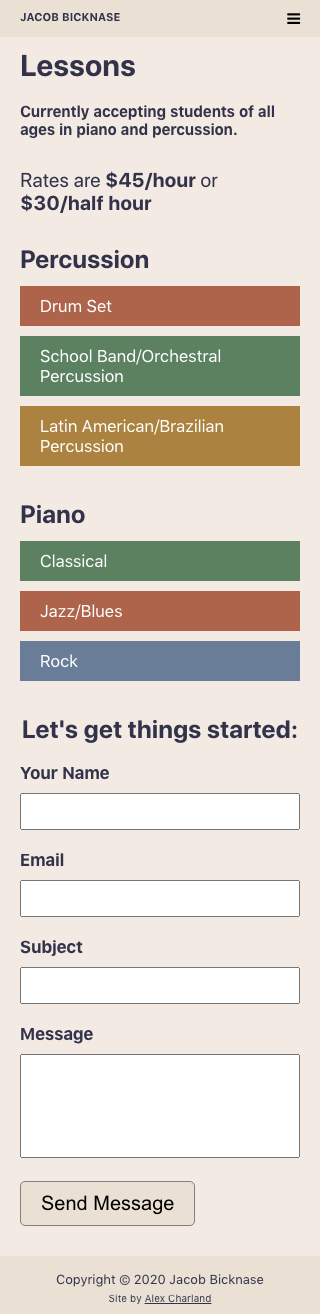 JACOB BICKNASE
Lessons
Currently accepting students of all
ages in piano and percussion.
Rates are $45/hour or
$30/half hour
Percussion
Drum Set
School Band/Orchestral
Percussion
Latin American/Brazilian
Percussion
Piano
Classical
Jazz/Blues
Rock
Let's get things started:
Your Name
Email
Subject
Message
Send Message
Copyright © 2020 Jacob Bicknase
Site by Alex Charland